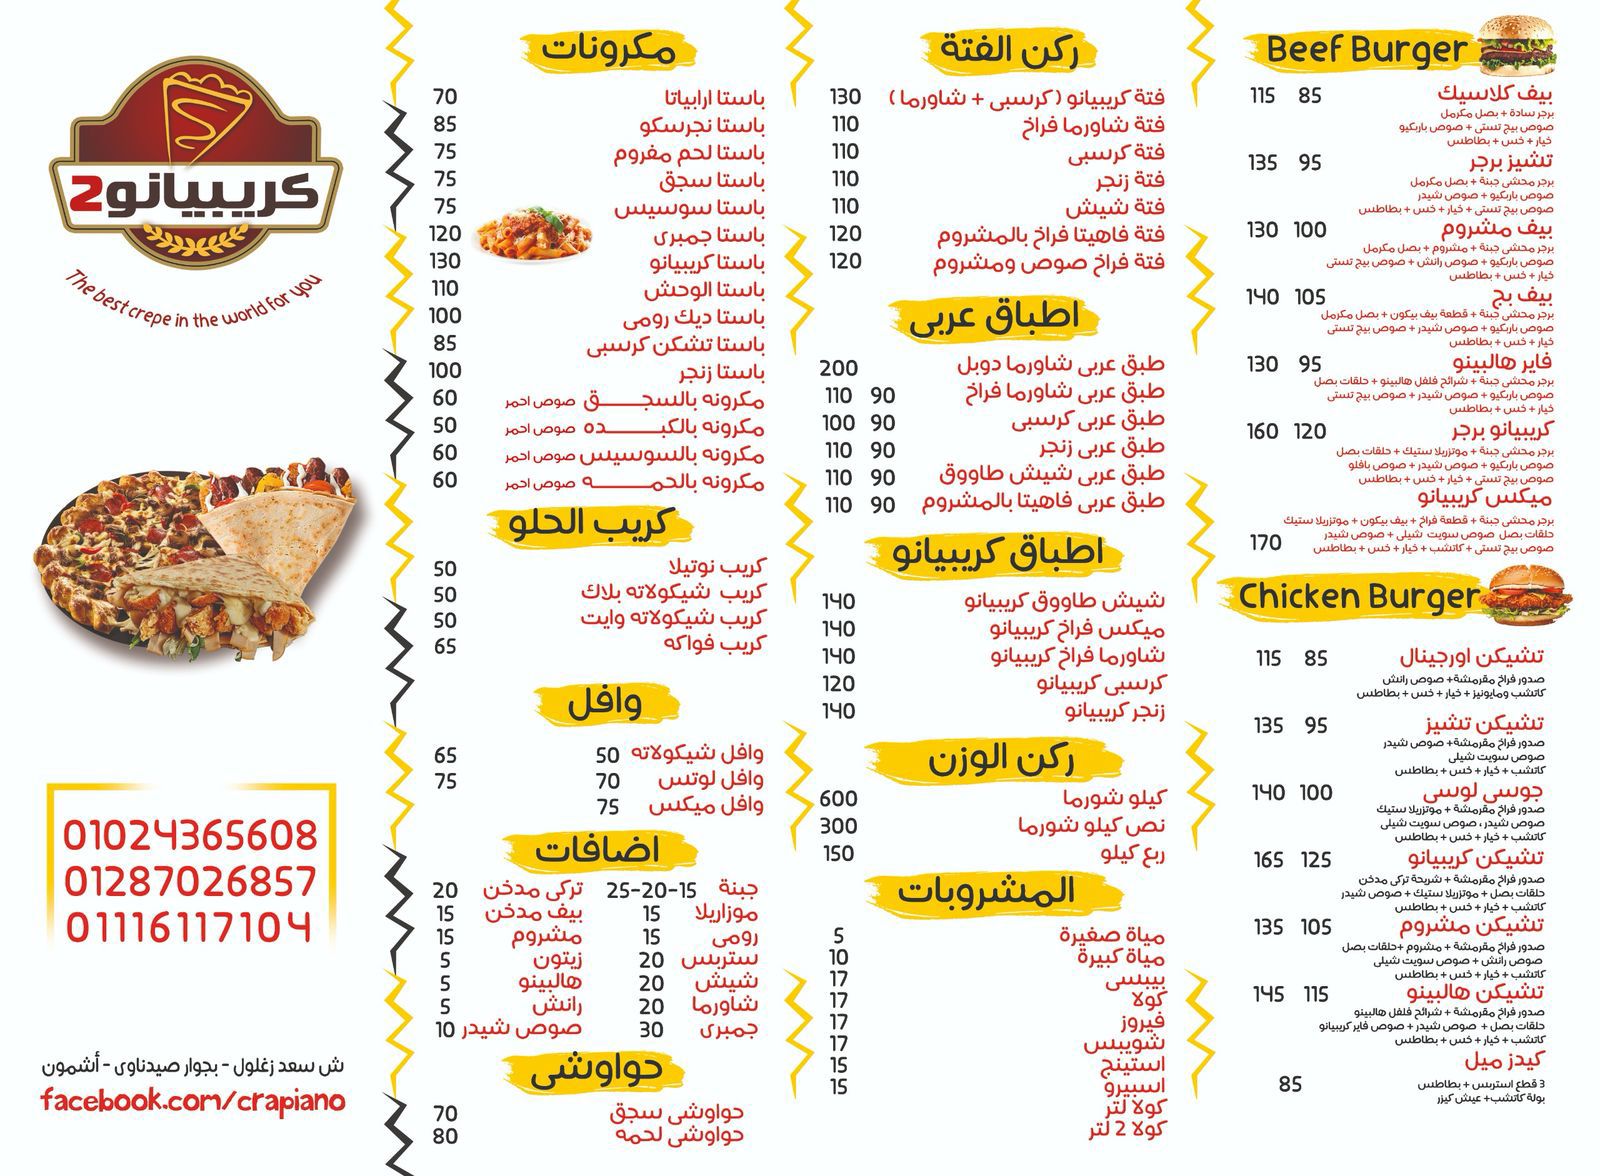 كريبيانو2
The best crepe in the world for you
01024365608
01287026857
01116117104
ش سعد زغلول - بجوار صيدناوى - أشمون
facebook.com/crapiano
Beef Burger
بيف كلاسيك 85 115
برجر سادة + بصل مكرمل
صوص بيج تستى + صوص باربكيو
خيار + خس + بطاطس
تشيز برجر 95 135
برجر محشى جبنة + بصل مكرمل
صوص باربكيو + صوص شيدر
صوص بيج تستى + خيار + خس + بطاطس
بيف مشروم 100 130
برجر محشى جبنة + مشروم + بصل مكرمل
صوص باربكيو + صوص رانش + صوص بيج تستى
خيار + خس + بطاطس
بيف بج 105 140
برجر محشى جبنة + قطعة بيف بيكون + بصل مكرمل
صوص باربكيو + صوص شيدر + صوص بيج تستى
خيار + خس + بطاطس
فاير هالبينو 95 130
برجر محشى جبنة + شرائح فلفل هالبينو + حلقات بصل
صوص باربكيو + صوص شيدر + صوص بيج تستى
خيار + خس + بطاطس
كريبيانو برجر 120 160
برجر محشى جبنة + موتزريلا ستيك + حلقات بصل
صوص باربكيو + صوص شيدر + صوص بافلو
صوص بيج تستى + خيار + خس + بطاطس
ميكس كريبيانو
برجر محشى جبنة + قطعة فراخ + بيف بيكون + موتزريلا ستيك
حلقات بصل صوص سويت شيلى + صوص شيدر
صوص بيج تستى + كاتشب + خيار + خس + بطاطس 170
Chicken Burger
تشيكن اورجينال 85 115
صدور فراخ مقرمشة+ صوص رانش
كاتشب ومايونيز + خيار + خس + بطاطس
تشيكن تشيز 95 135
صدور فراخ مقرمشة+ صوص شيدر
صوص سويت شيلى
كاتشب + خيار + خس + بطاطس
جوسى لوسى 100 140
صدور فراخ مقرمشة + موتزريلا ستيك
صوص شيدر ، صوص سويت شيلى
كاتشب + خيار + خس + بطاطس
تشيكن كريبيانو 125 165
صدور فراخ مقرمشة + شريحة تركى مدخن
حلقات بصل + موتزريلا ستيك + صوص شيدر
كاتشب + خيار + خس + بطاطس
تشيكن مشروم 105 135
صدور فراخ مقرمشة + مشروم +حلقات بصل
صوص رانش + صوص سويت شيلى
كاتشب + خيار + خس + بطاطس
تشيكن هالبينو 115 145
صدور فراخ مقرمشة + شرائح فلفل هالبينو
حلقات بصل + صوص شيدر + صوص فاير كريبيانو
كاتشب + خيار + خس + بطاطس
كيدز ميل
3 قطع استربس + بطاطس 85
بولة كاتشب+ عيش كيزر
ركن الفتة
فتة كريبيانو (كرسبى + شاورما) 130
فتة شاورما فراخ 110
فتة كرسبى 110
فتة زنجر 110
فتة شيش 110
فتة فاهيتا فراخ بالمشروم 120
فتة فراخ صوص ومشروم 120
اطباق عربى
طبق عربى شاورما دوبل 200
طبق عربى شاورما فراخ 90 110
طبق عربى كرسبى 90 100
طبق عربى زنجر 90 110
طبق عربى شيش طاووق 90 110
طبق عربى فاهيتا بالمشروم 90 110
اطباق كريبيانو
شيش طاووق كريبيانو 140
ميكس فراخ كريبيانو 140
شاورما فراخ كريبيانو 140
كرسبى كريبيانو 120
زنجر كريبيانو 140
ركن الوزن
كيلو شورما 600
نص كيلو شورما 300
ربع كيلو 150
المشروبات
مياة صغيرة 5
مياة كبيرة 10
بيبسى 17
كولا 17
فيروز 17
شويبس 17
استينج 15
اسبيرو 15
كولا لتر
كولا 2 لتر
مكرونات
باستا ارابياتا 70
باستا نجرسكو 85
باستا لحم مفروم 75
باستا سجق 75
باستا سوسيس 75
باستا جمبرى 120
باستا كريبيانو 130
باستا الوحش 110
باستا ديك رومى 100
باستا تشكن كرسبى 85
باستا زنجر 100
مكرونه بالسجـــــــق صوص احمر 60
مكرونه بالكبـــــــده صوص احمر 50
مكرونه بالسوسيس صوص احمر 60
مكرونه بالحمـــــــه صوص احمر 60
كريب الحلو
كريب نوتيلا 50
كريب شيكولاته بلاك 50
كريب شيكولاته وايت 50
كريب فواكه 65
وافل
وافل شيكولاته 50 65
وافل لوتس 70 75
وافل ميكس 75
اضافات
جبنة 15-20-25 تركى مدخن 20
موزاريلا 15 بيف مدخن 15
رومى 15 مشروم 15
ستربس 20 زيتون 5
شيش 20 هالبينو 5
شاورما 20 رانش 5
جمبرى 30 صوص شيدر 10
حواوشى
حواوشى سجق 70
حواوشى لحمه 80